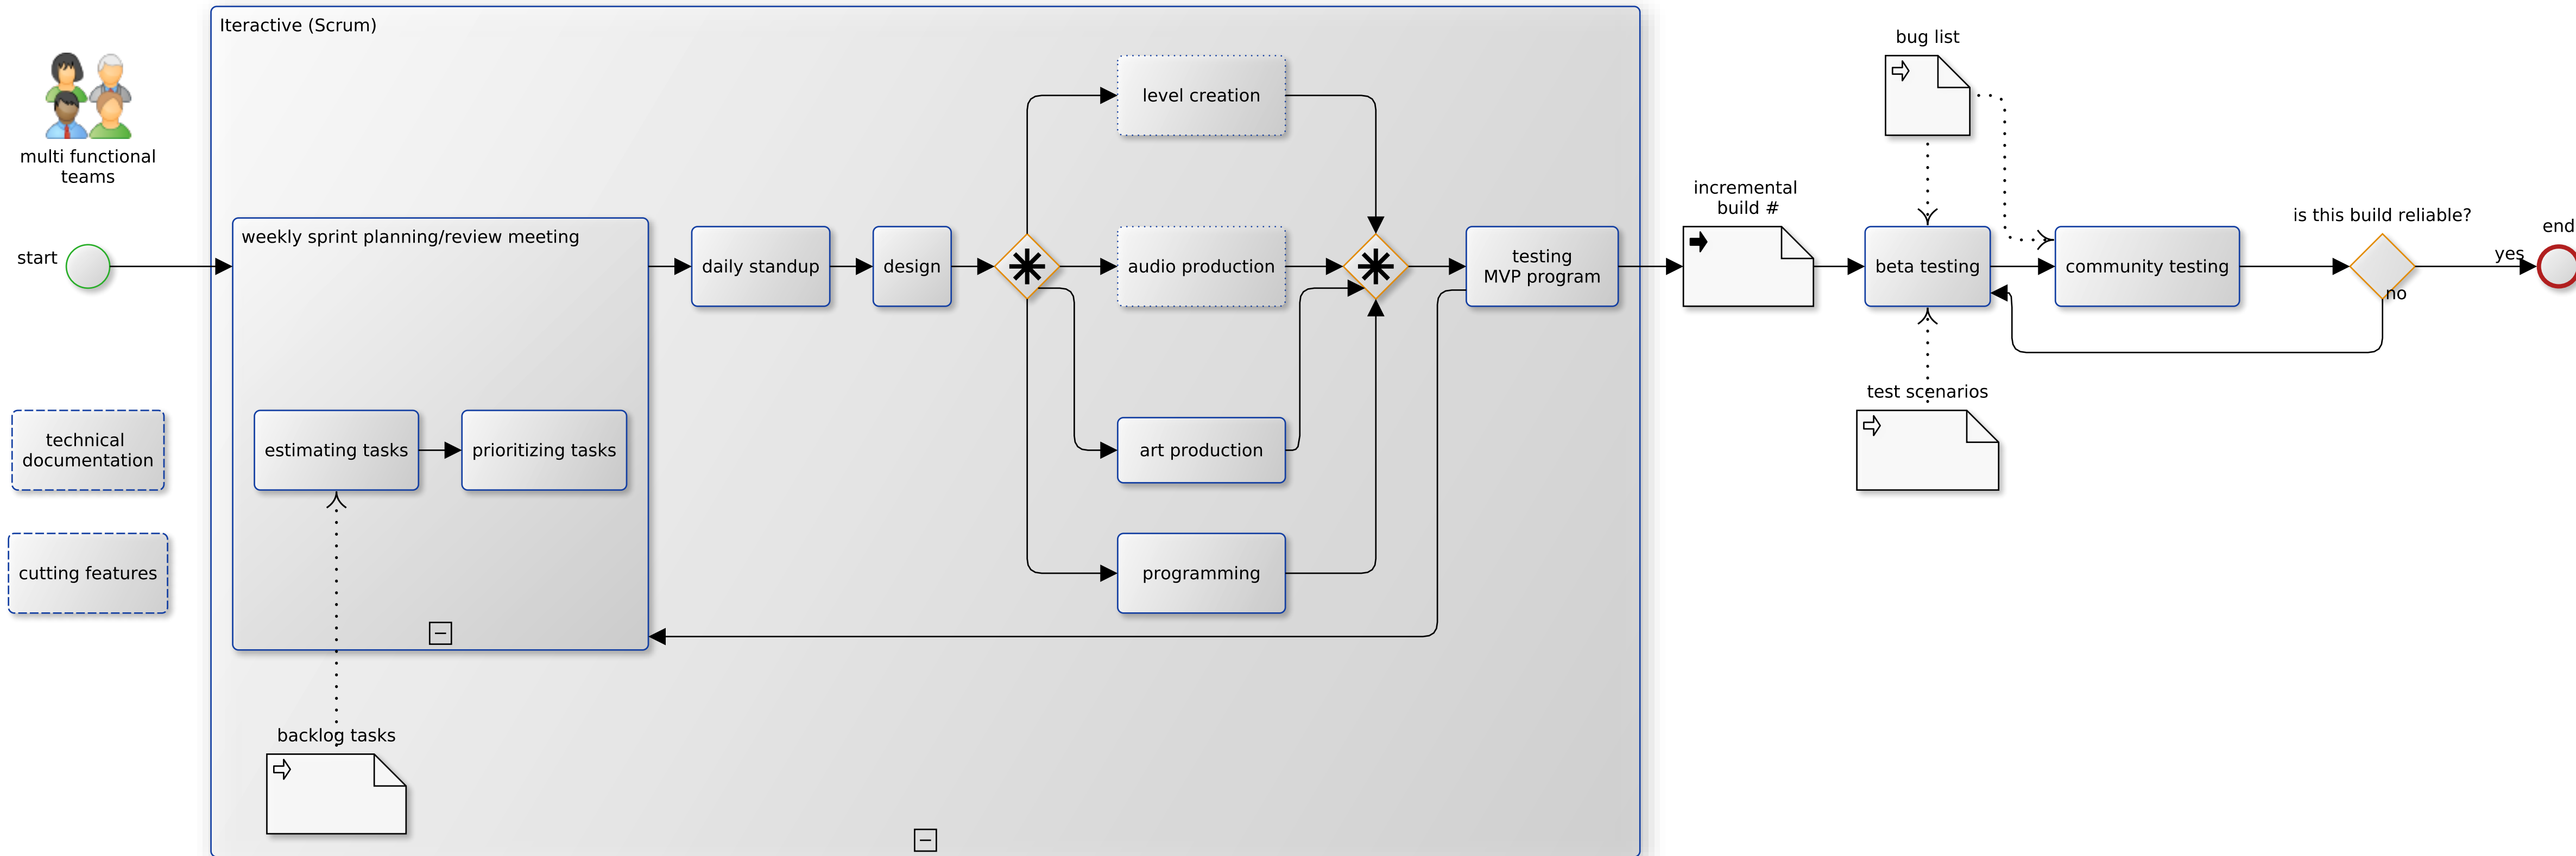 Iteractive (Scrum)
multi functional
teams
start
weekly sprint planning/review meeting
estimating tasks
prioritizing tasks
backlog tasks
technical
documentation
cutting features
daily standup
design
level creation
audio production
art production
programming
testing
MVP program
incremental
build #
bug list
beta testing
test scenarios
community testing
is this build reliable?
yes
no
end